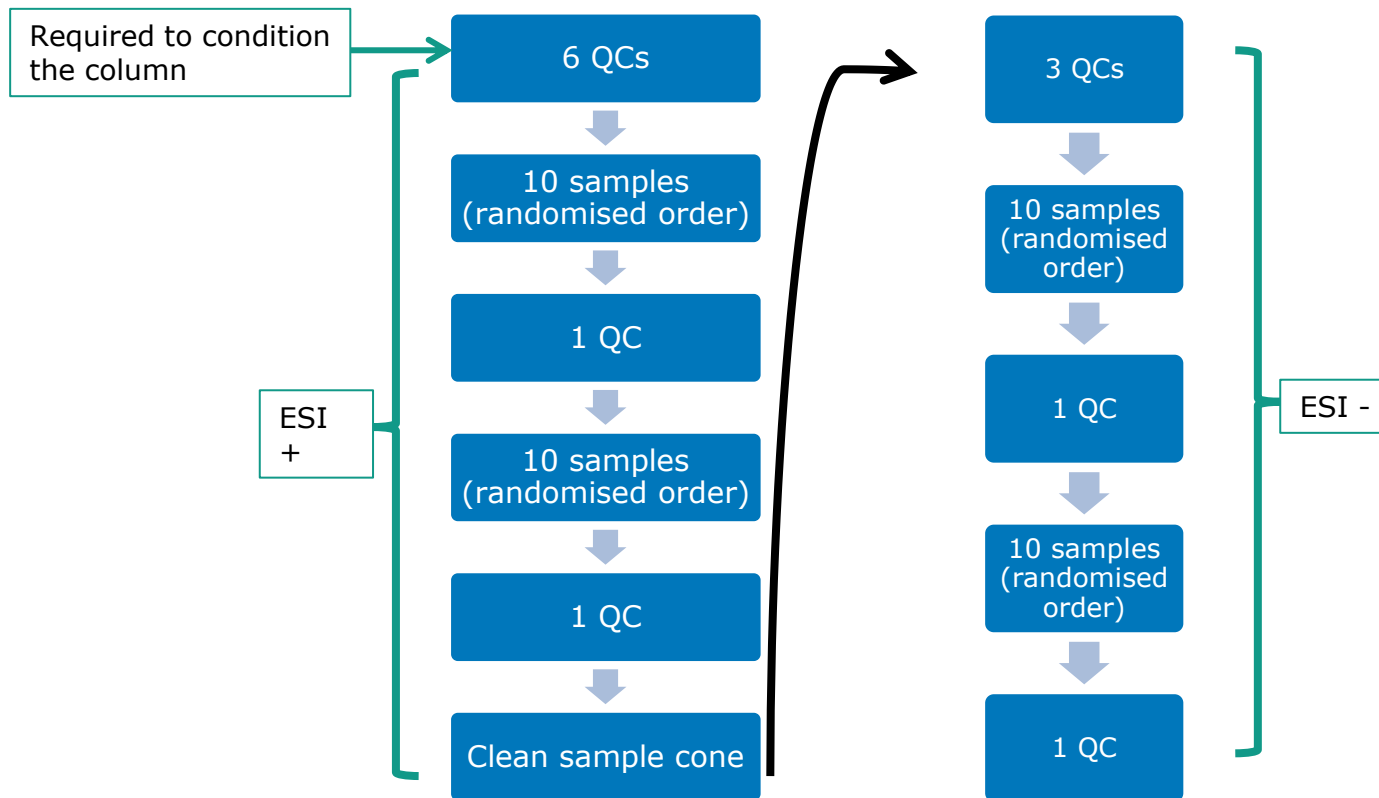 Required to condition
the column
6 QCs
10 samples
(randomised order)
1 QC
10 samples
(randomised order)
1 QC
Clean sample cone
ESI
+
3 QCs
10 samples
(randomised
order)
1 QC
10 samples
(randomised
order)
1 QC
ESI -